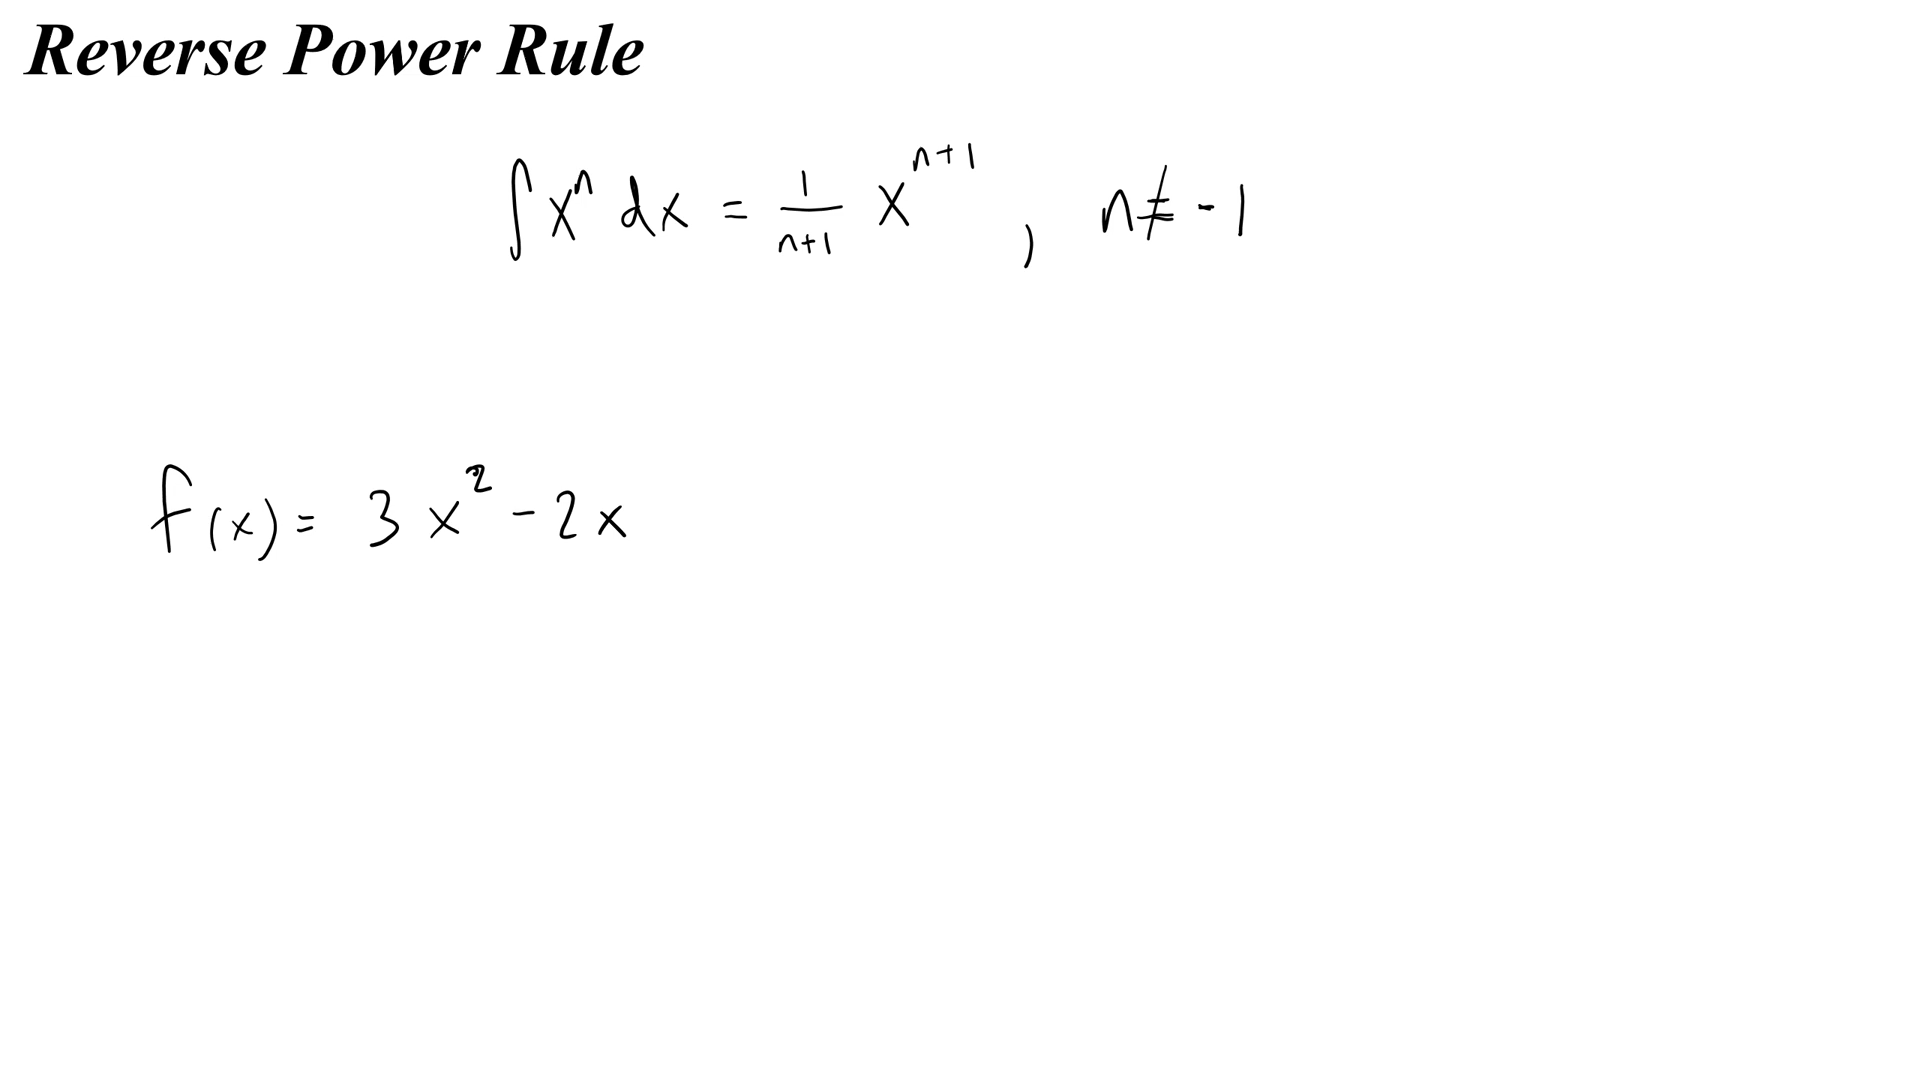 Reverse Power Rule
∫xⁿ dx = 1/(n+1) xⁿ⁺¹ , n ≠ -1
f(x) = 3x² - 2x